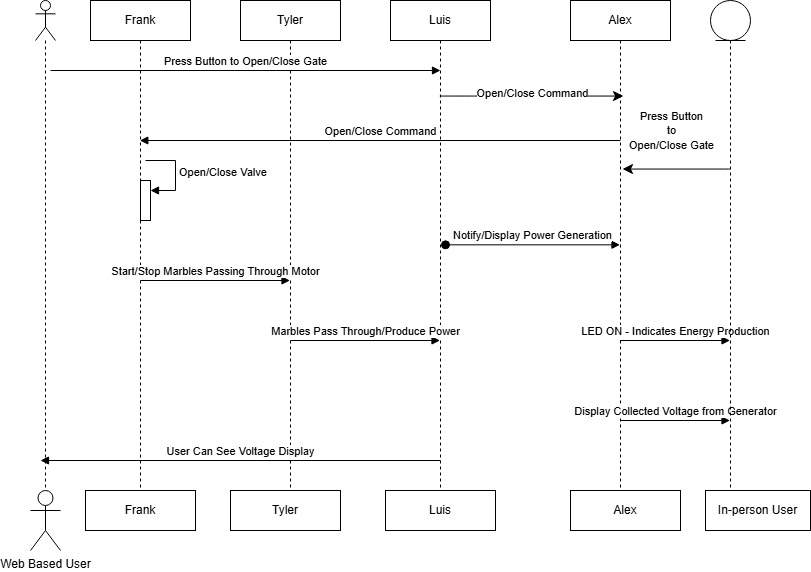 Frank
Tyler
Luis
Alex
Press Button to Open/Close Gate
Open/Close Command
Press Button
to
Open/Close Gate
Open/Close Command
Open/Close Valve
Notify/Display Power Generation
Start/Stop Marbles Passing Through Motor
Marbles Pass Through/Produce Power
LED ON - Indicates Energy Production
Display Collected Voltage from Generator
User Can See Voltage Display
Frank
Tyler
Luis
Alex
In-person User
Web Based User